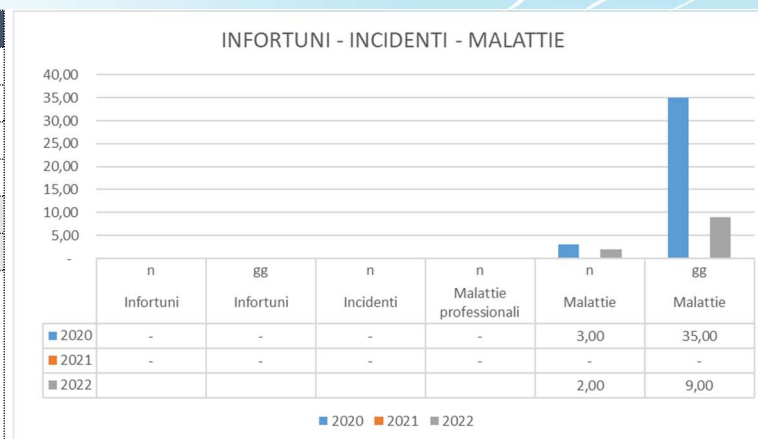 INFORTUNI - INCIDENTI - MALATTIE
40,00
35,00
30,00
25,00
20,00
15,00
10,00
5,00
-
n gg n n n gg
Infortuni Infortuni Incidenti Malattie professionali Malattie Malattie
2020 - - - - 3,00 35,00
2021 - - - - - -
2022 2,00 9,00
2020 2021 2022